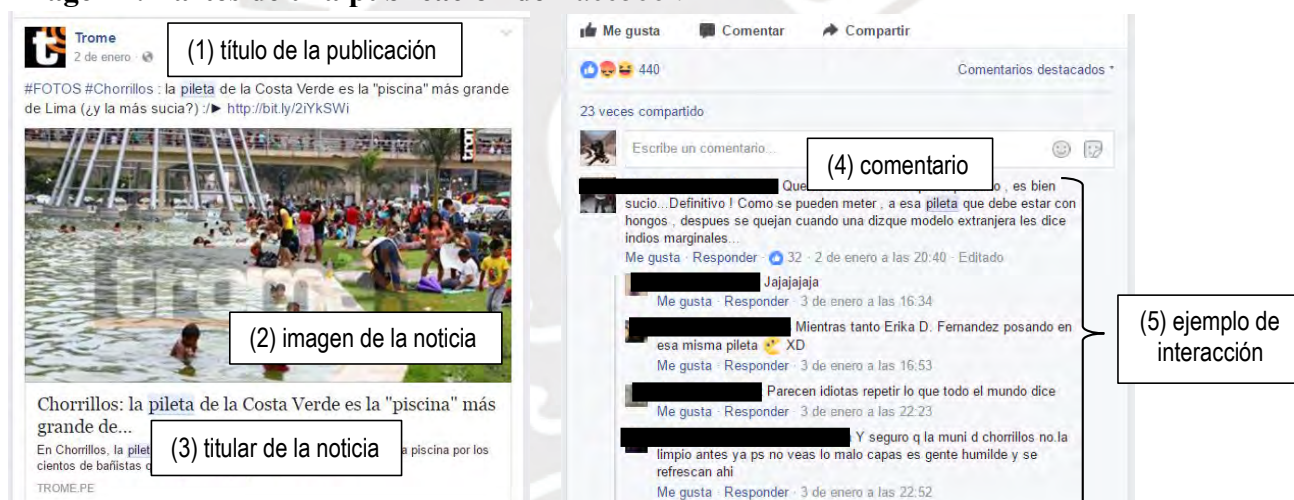 Trome
2 de enero
(1) título de la publicación
#FOTOS #Chorrillos : la pileta de la Costa Verde es la "piscina" más grande
de Lima (¿y la más sucia?) :/► http://bit.ly/2iYkSWi
trome
(2) imagen de la noticia
Chorrillos: la pileta de la Costa Verde es la "piscina" más
grande de...
En Chorrillos, la a piscina por los
cientos de bañistas
(3) titular de la noticia
TROME.PE
Me gusta Comentar Compartir
440 Comentarios destacados
23 veces compartido
Escribe un comentario...
(4) comentario
Que o , es bien
sucio...Definitivo ! Como se pueden meter , a esa pileta que debe estar con
hongos , despues se quejan cuando una dizque modelo extranjera les dice
indios marginales...
Me gusta · Responder · 32 · 2 de enero a las 20:40 · Editado
Jajajajaja
Me gusta · Responder · 3 de enero a las 16:34
Mientras tanto Erika D. Fernandez posando en
esa misma pileta XD
Me gusta · Responder · 3 de enero a las 16:53
Parecen idiotas repetir lo que todo el mundo dice
Me gusta · Responder · 3 de enero a las 22:23
Y seguro q la muni d chorrillos no.la
limpio antes ya ps no veas lo malo capas es gente humilde y se
refrescan ahi
Me gusta · Responder · 3 de enero a las 22:52
(5) ejemplo de
interacción